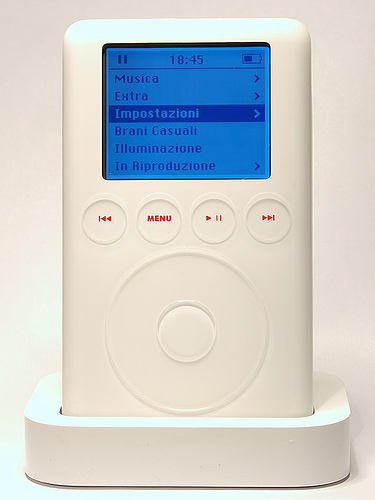 18:45
Musica
Extra
Impostazioni
Brani Casuali
Illuminazione
In Riproduzione
MENU